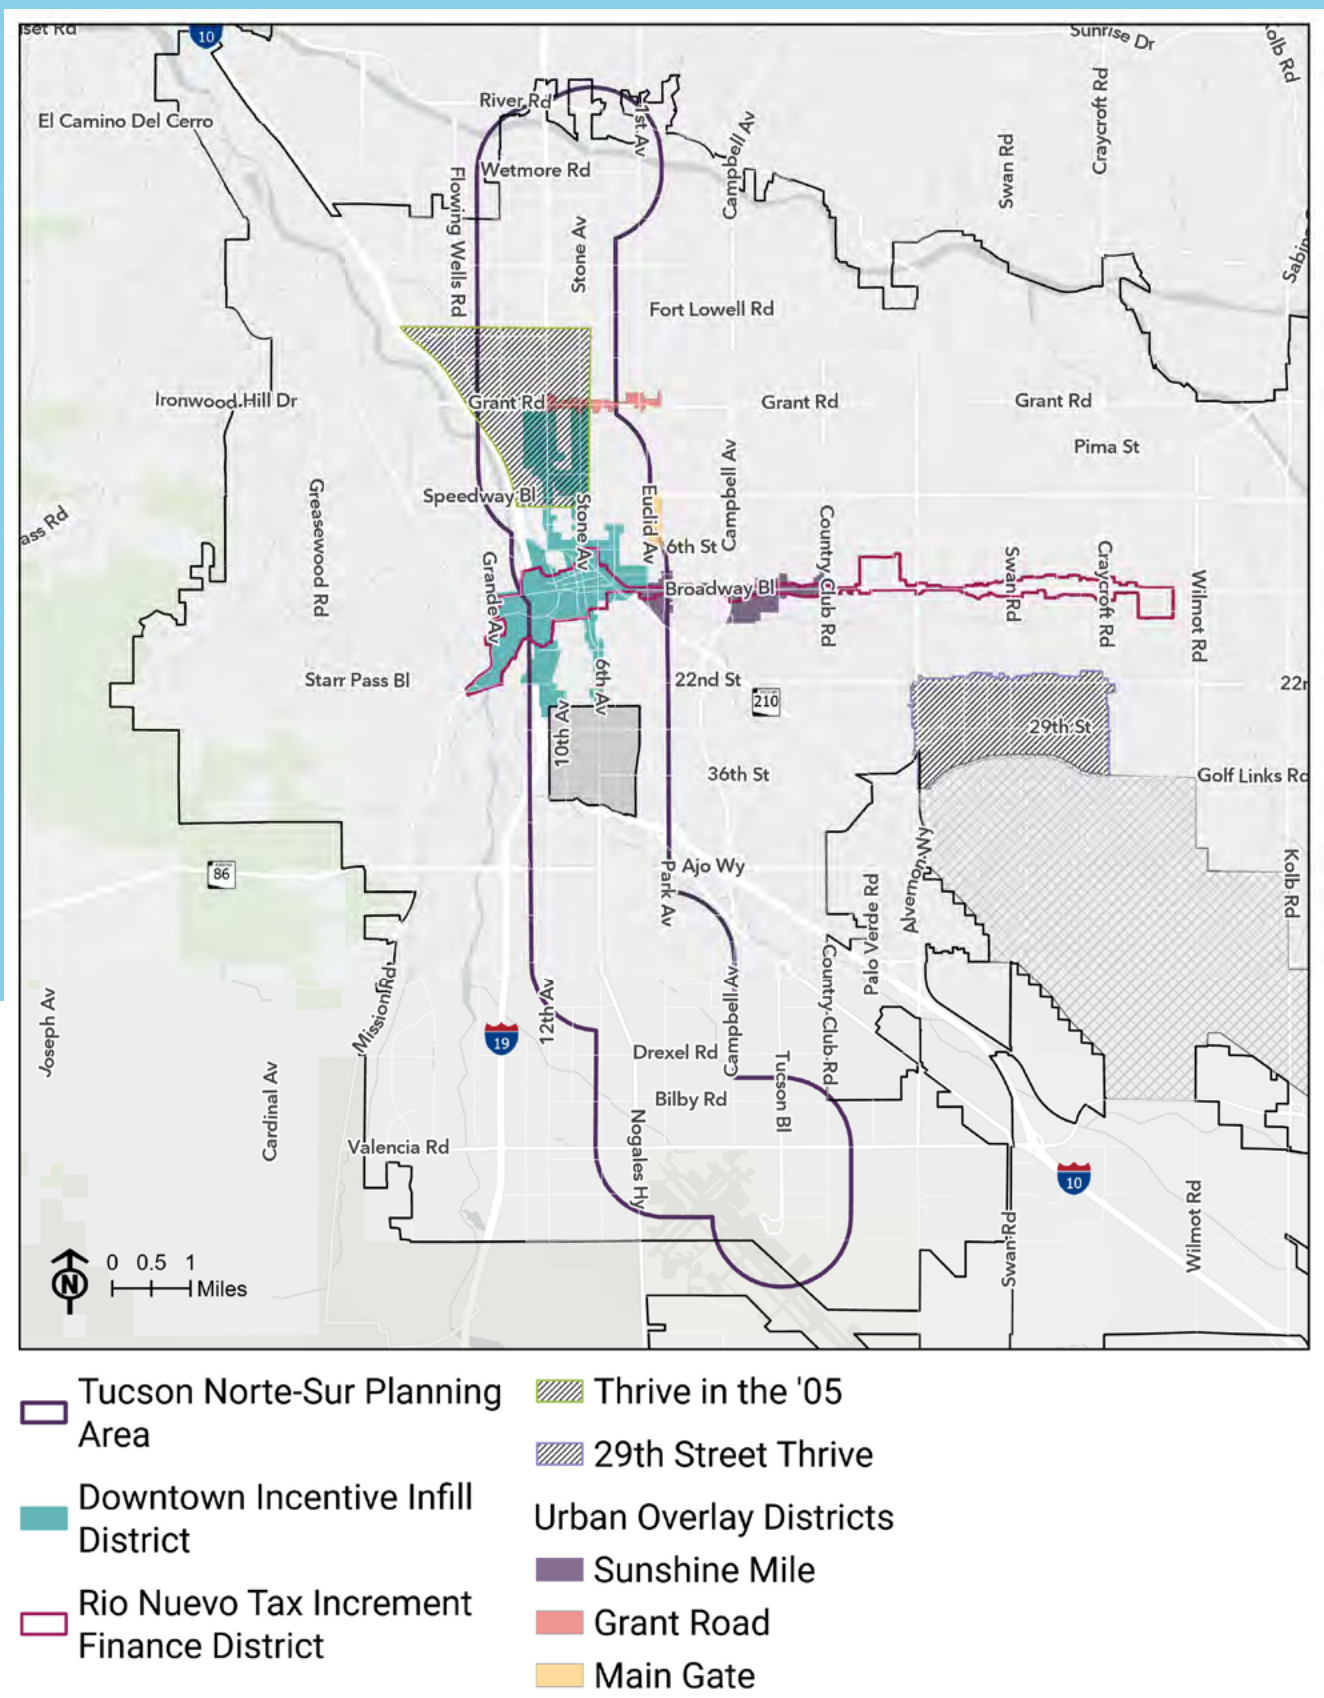 set Rd
10
Sunrise Dr
Kolb Rd
El Camino Del Cerro
River Rd
1st Av
Campbell Av
Swan Rd
Craycroft Rd
Wetmore Rd
Flowing Wells Rd
Stone Av
Fort Lowell Rd
Ironwood Hill Dr
Grant Rd
Grant Rd
Grant Rd
Pima St
Greasewood Rd
Speedway Bl
Stone Av
Euclid Av
Campbell Av
Country Club Rd
ass Rd
6th St
Grande Av
Broadway Bl
Swan Rd
Craycroft Rd
Wilmot Rd
Starr Pass Bl
6th Av
22nd St
210
22n
10th Av
29th St
36th St
Golf Links Rd
86
Ajo Wy
Park Av
Palo Verde Rd
Alvernon Wy
Kolb Rd
Joseph Av
Mission Rd
19
12th Av
Campbell Av
Country Club Rd
Drexel Rd
Tucson Bl
Cardinal Av
Bilby Rd
Valencia Rd
Nogales Hy
10
Swan Rd
Wilmot Rd
N
0 0.5 1
Miles
Tucson Norte-Sur Planning
Area
Downtown Incentive Infill
District
Rio Nuevo Tax Increment
Finance District
Thrive in the '05
29th Street Thrive
Urban Overlay Districts
Sunshine Mile
Grant Road
Main Gate